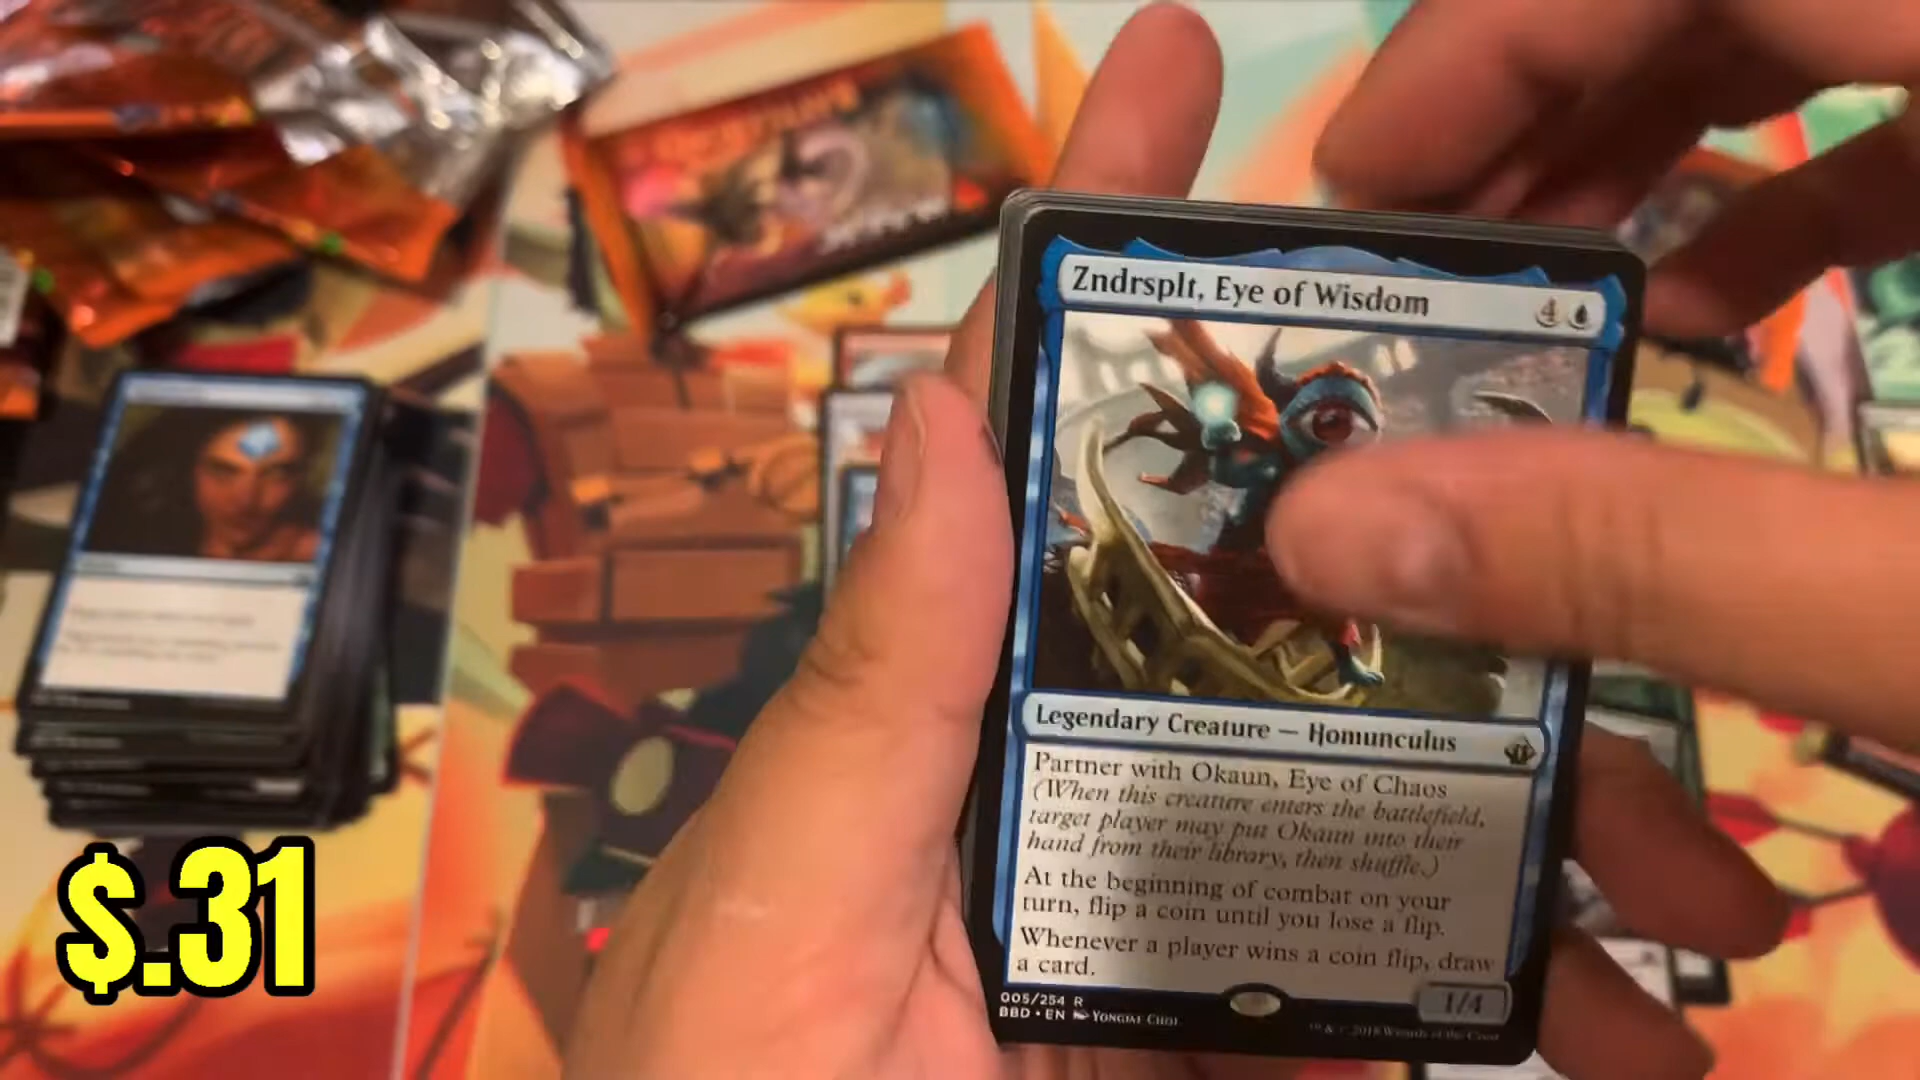 Zndrsplt, Eye of Wisdom 4
Legendary Creature — Homunculus
Partner with Okaun, Eye of Chaos
(When this creature enters the battlefield,
target player may put Okaun into their
hand from their library, then shuffle.)
At the beginning of combat on your
turn, flip a coin until you lose a flip.
Whenever a player wins a coin flip, draw
a card.
1/4
005/254 R
BBD • EN YONGJAE CHOI
$.31